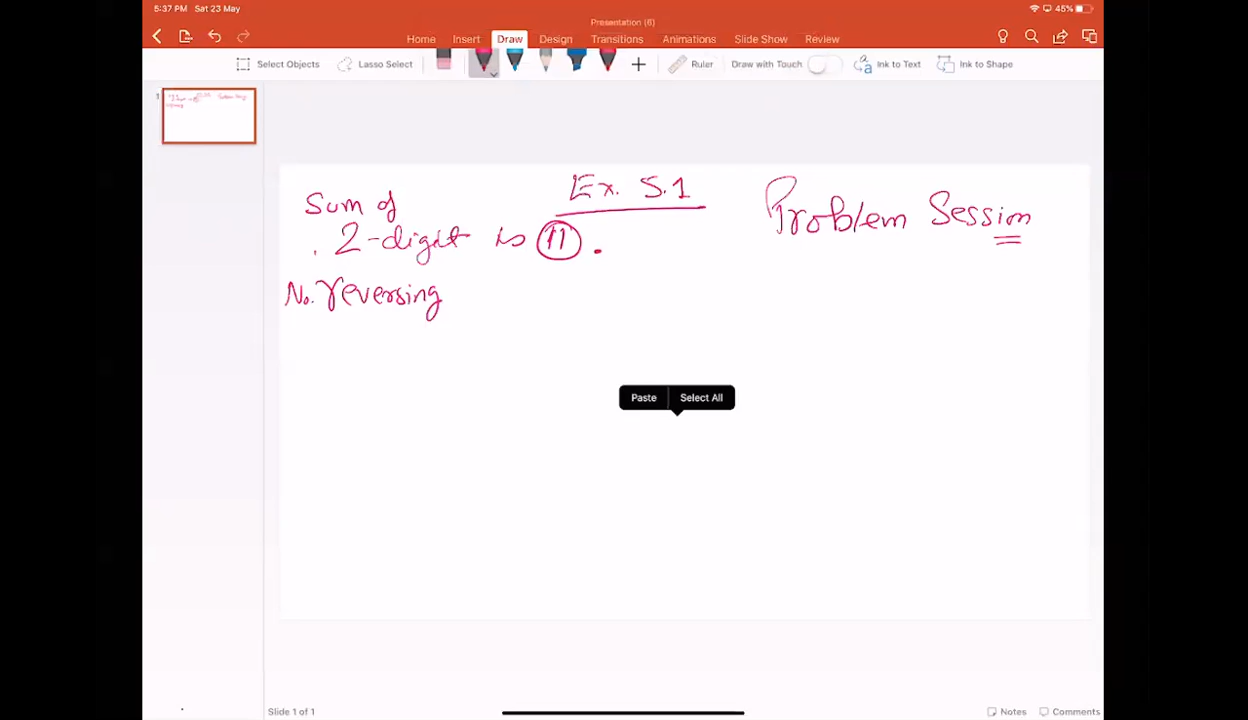 5:37 PM Sat 23 May
45%
Presentation (6)
Home Insert Draw Design Transitions Animations Slide Show Review
Select Objects Lasso Select Ruler Draw with Touch Ink to Text Ink to Shape
1
Ex. 5.1
Problem Session
Sum of
2-digit is 11.
No. reversing
Paste Select All
Slide 1 of 1
Notes Comments